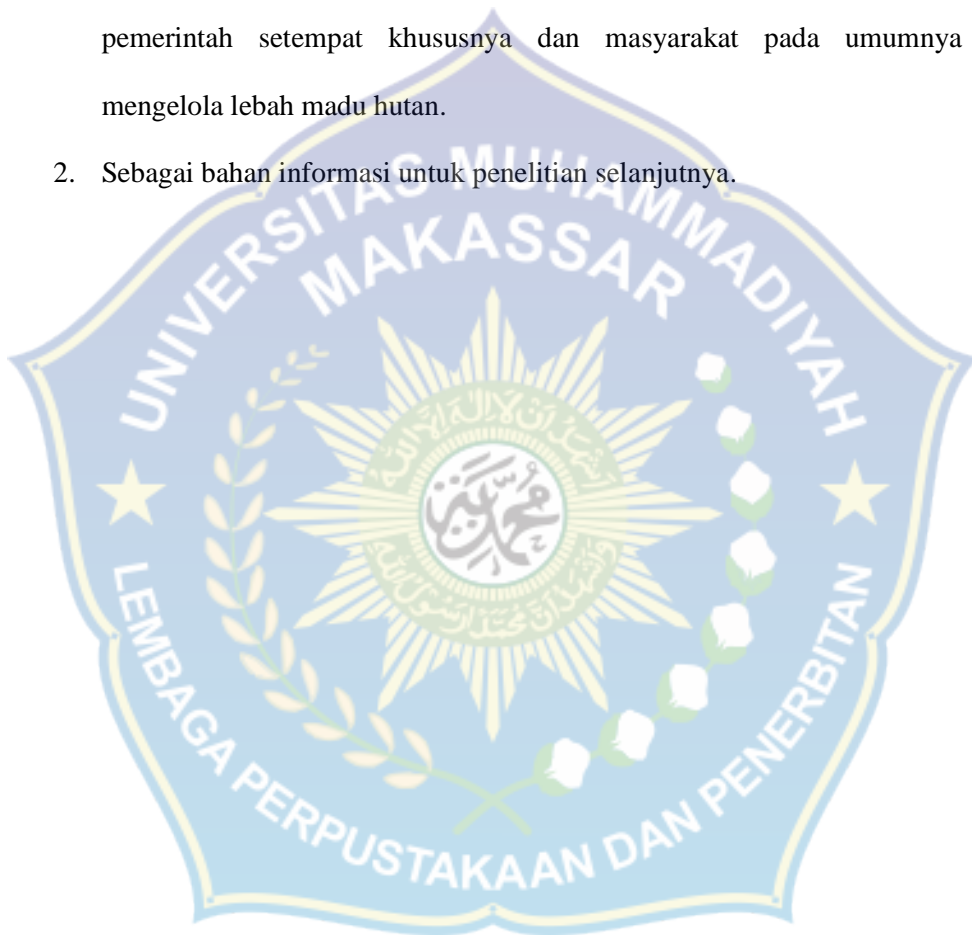 pemerintah setempat khususnya dan masyarakat pada umumnya
mengelola lebah madu hutan.
2. Sebagai bahan informasi untuk penelitian selanjutnya.
UNIVERSITAS MUHAMMADIYAH
MAKASSAR
LEMBAGA PERPUSTAKAAN DAN PENERBITAN